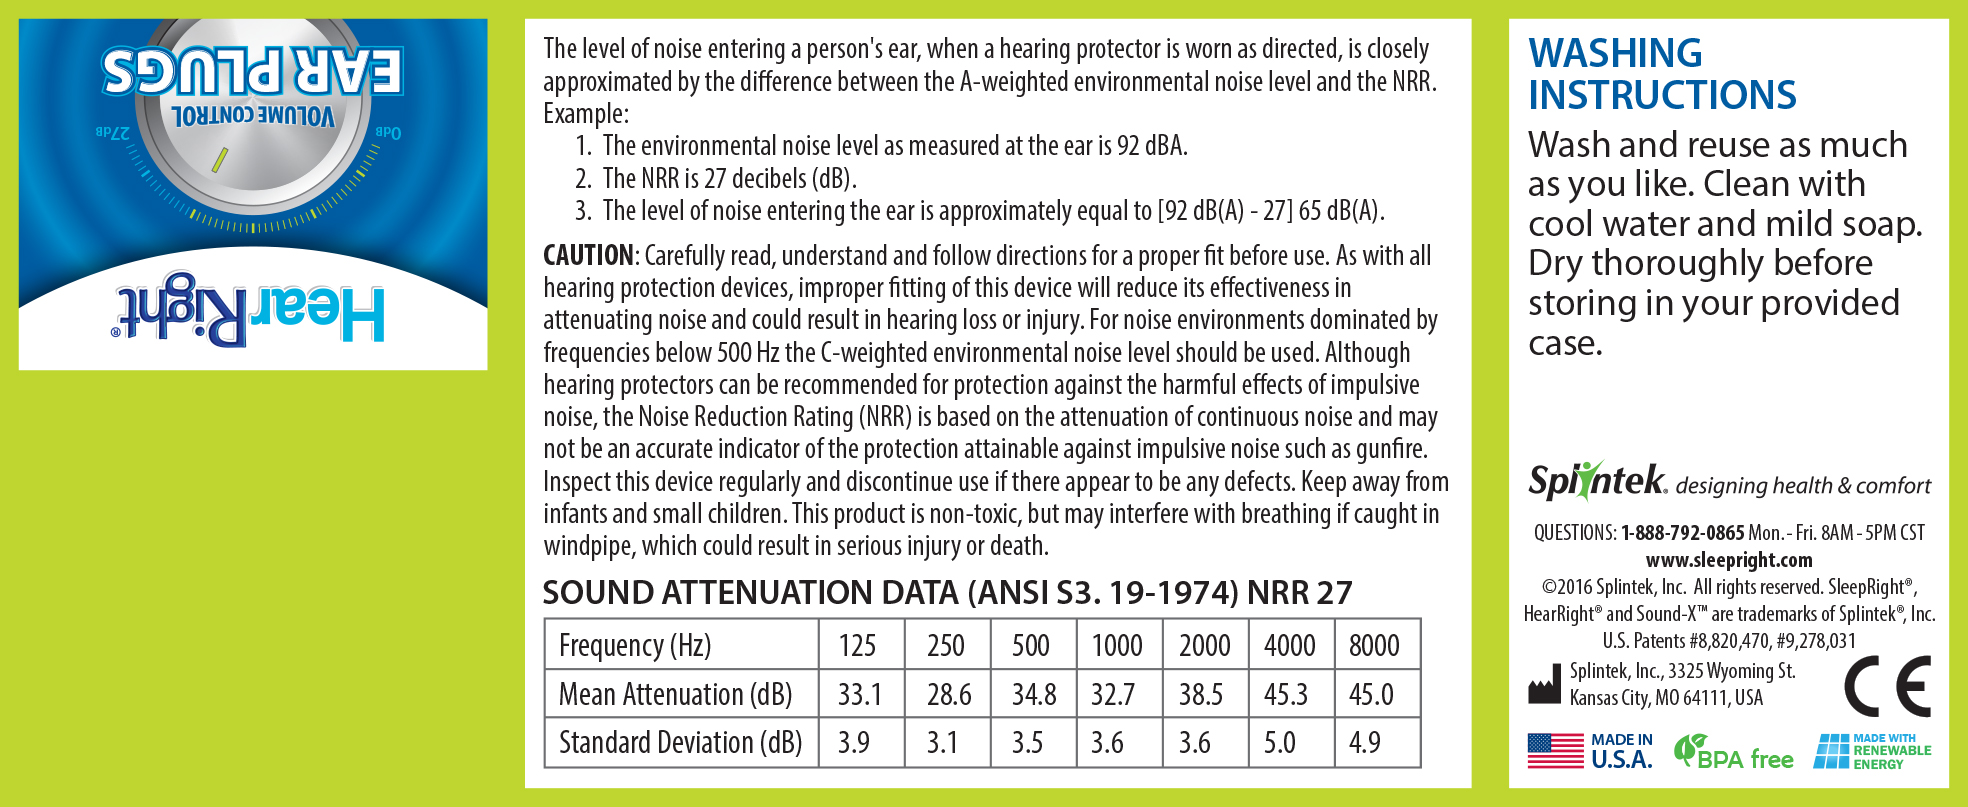 HearRight®
0dB
27dB
VOLUME CONTROL
EAR PLUGS
The level of noise entering a person's ear, when a hearing protector is worn as directed, is closely
approximated by the difference between the A-weighted environmental noise level and the NRR.
Example:
1. The environmental noise level as measured at the ear is 92 dBA.
2. The NRR is 27 decibels (dB).
3. The level of noise entering the ear is approximately equal to [92 dB(A) - 27] 65 dB(A).
CAUTION: Carefully read, understand and follow directions for a proper fit before use. As with all
hearing protection devices, improper fitting of this device will reduce its effectiveness in
attenuating noise and could result in hearing loss or injury. For noise environments dominated by
frequencies below 500 Hz the C-weighted environmental noise level should be used. Although
hearing protectors can be recommended for protection against the harmful effects of impulsive
noise, the Noise Reduction Rating (NRR) is based on the attenuation of continuous noise and may
not be an accurate indicator of the protection attainable against impulsive noise such as gunfire.
Inspect this device regularly and discontinue use if there appear to be any defects. Keep away from
infants and small children. This product is non-toxic, but may interfere with breathing if caught in
windpipe, which could result in serious injury or death.
SOUND ATTENUATION DATA (ANSI S3. 19-1974) NRR 27
Frequency (Hz) 125 250 500 1000 2000 4000 8000
Mean Attenuation (dB) 33.1 28.6 34.8 32.7 38.5 45.3 45.0
Standard Deviation (dB) 3.9 3.1 3.5 3.6 3.6 5.0 4.9
WASHING
INSTRUCTIONS
Wash and reuse as much
as you like. Clean with
cool water and mild soap.
Dry thoroughly before
storing in your provided
case.
Splintek® designing health & comfort
QUESTIONS: 1-888-792-0865 Mon. - Fri. 8AM - 5PM CST
www.sleepright.com
©2016 Splintek, Inc. All rights reserved. SleepRight®,
HearRight® and Sound-X™ are trademarks of Splintek®, Inc.
U.S. Patents #8,820,470, #9,278,031
Splintek, Inc., 3325 Wyoming St.
Kansas City, MO 64111, USA
CE
MADE IN
U.S.A.
BPA free
MADE WITH
RENEWABLE
ENERGY